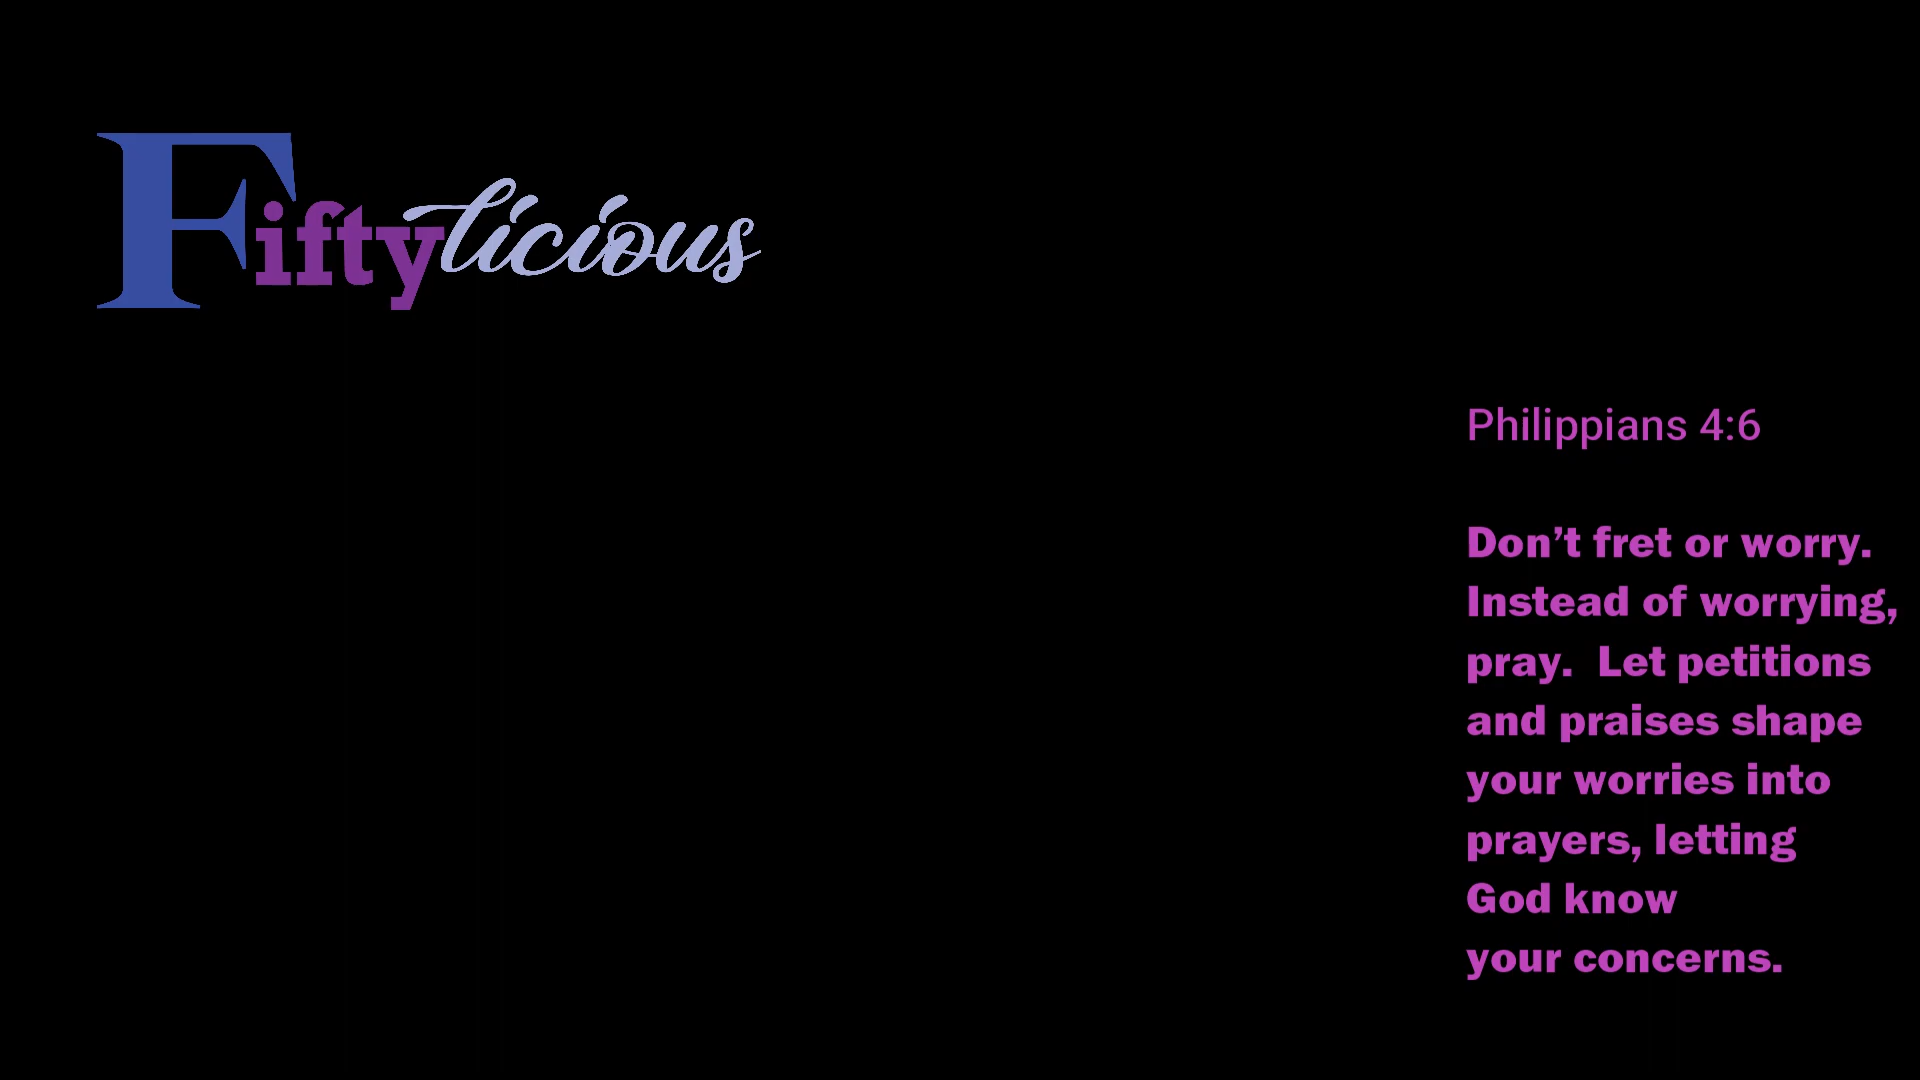 Fiftylicious
Philippians 4:6
Don’t fret or worry.
Instead of worrying,
pray.  Let petitions
and praises shape
your worries into
prayers, letting
God know
your concerns.